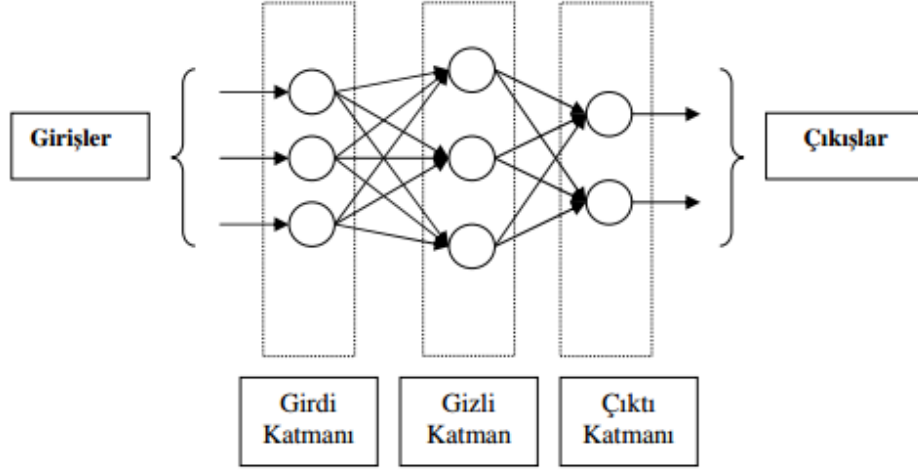 Girişler
Çıkışlar
Girdi
Katmanı
Gizli
Katman
Çıktı
Katmanı